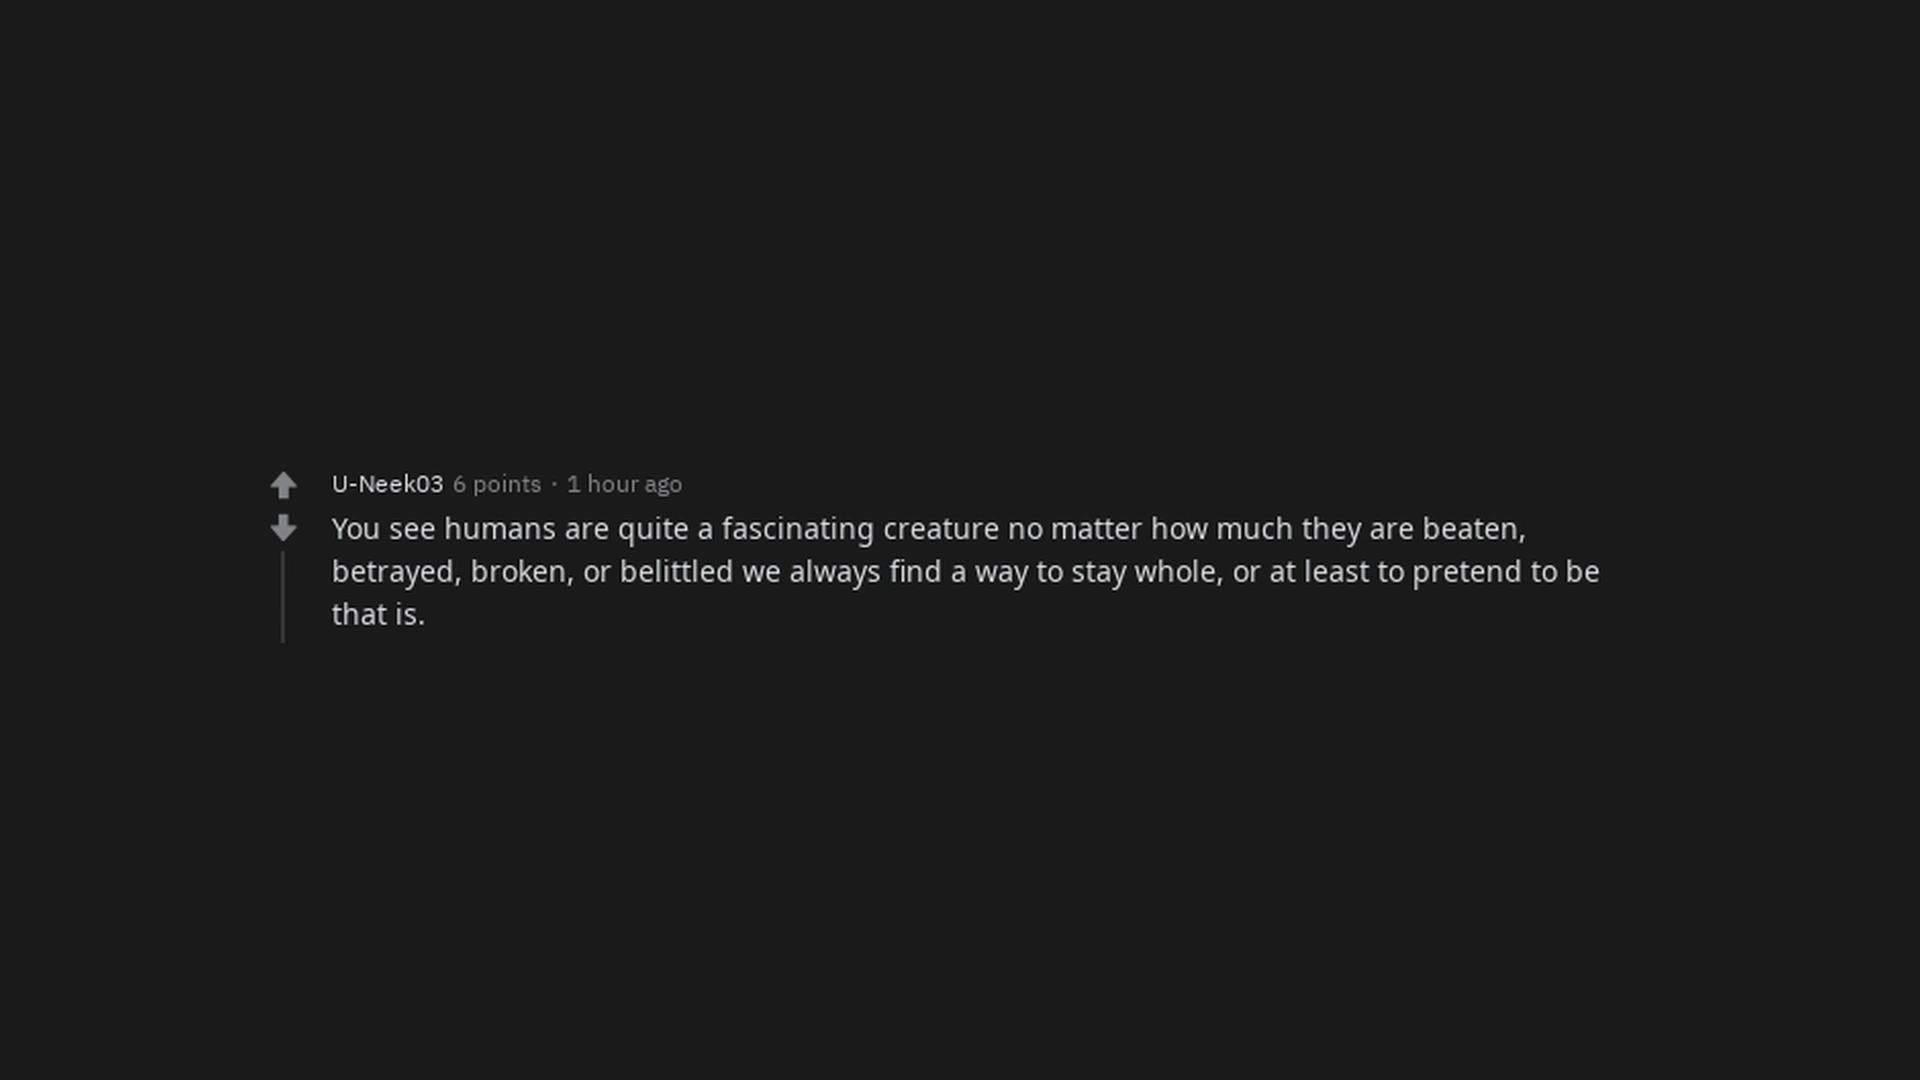 U-Neek03 6 points · 1 hour ago
You see humans are quite a fascinating creature no matter how much they are beaten,
betrayed, broken, or belittled we always find a way to stay whole, or at least to pretend to be
that is.